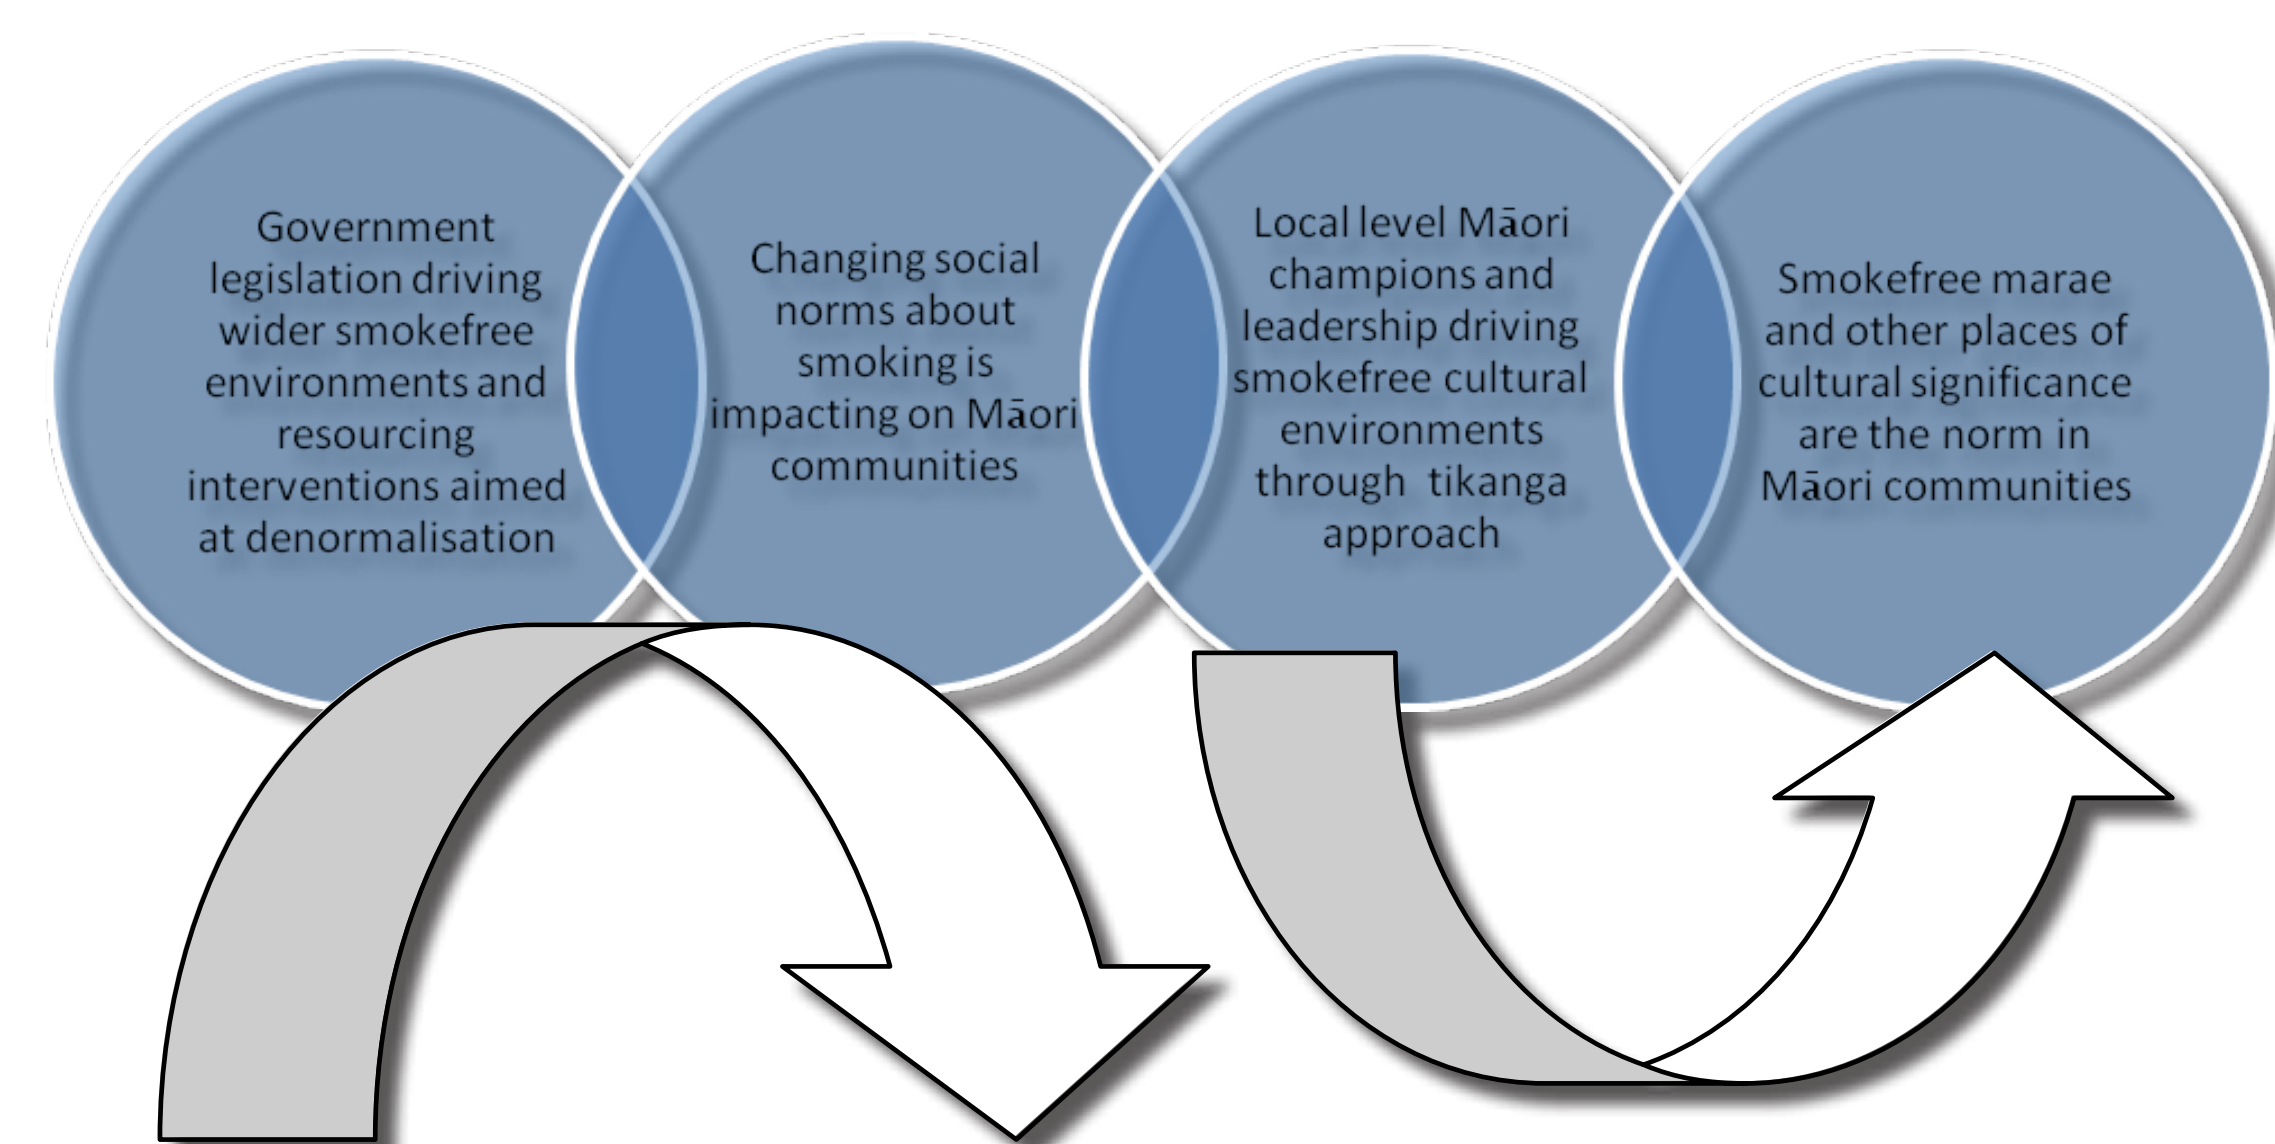 Government
legislation driving
wider smokefree
environments and
resourcing
interventions aimed
at denormalisation
Changing social
norms about
smoking is
impacting on Māori
communities
Local level Māori
champions and
leadership driving
smokefree cultural
environments
through tikanga
approach
Smokefree marae
and other places of
cultural significance
are the norm in
Māori communities